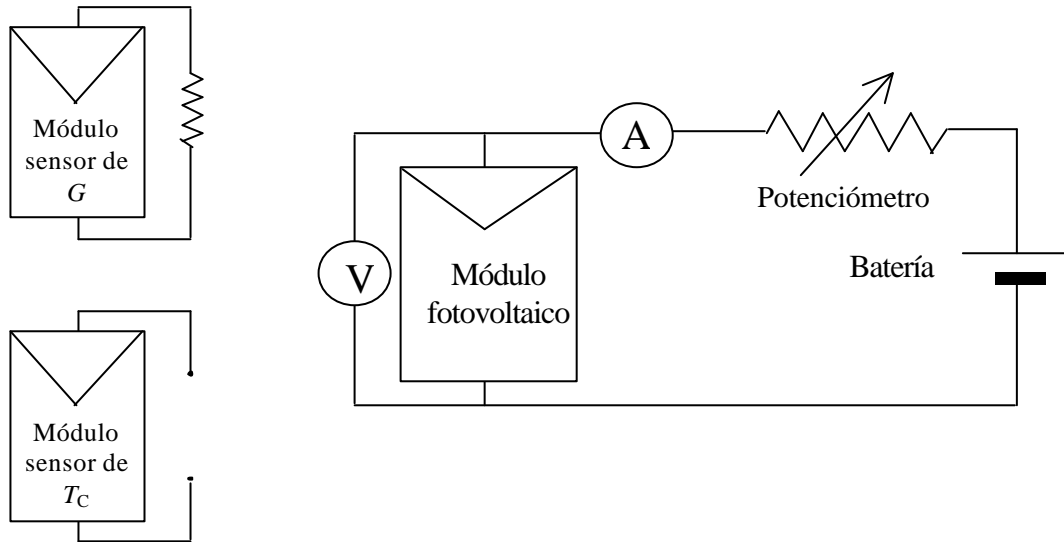 Módulo
sensor de
G
A
Potenciómetro
V
Módulo
fotovoltaico
Batería
Módulo
sensor de
TC